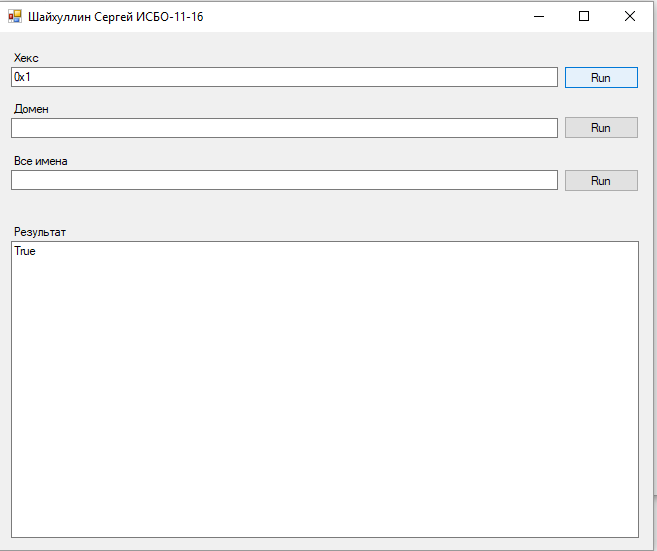 Шайхуллин Сергей ИСБО-11-16
Хекс
0x1
Run
Домен
Run
Все имена
Run
Результат
True